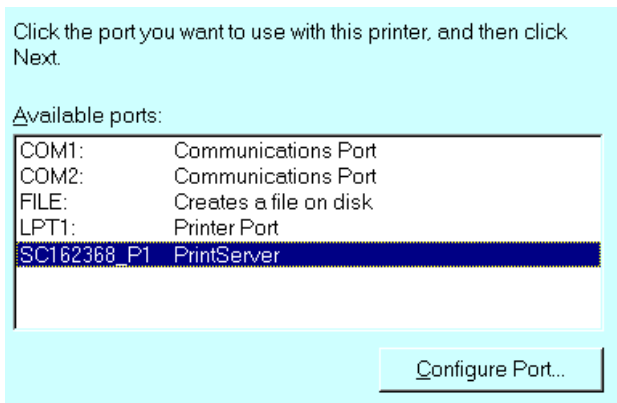 Click the port you want to use with this printer, and then click
Next.
Available ports:
COM1: Communications Port
COM2: Communications Port
FILE: Creates a file on disk
LPT1: Printer Port
SC162368_P1 PrintServer
Configure Port...